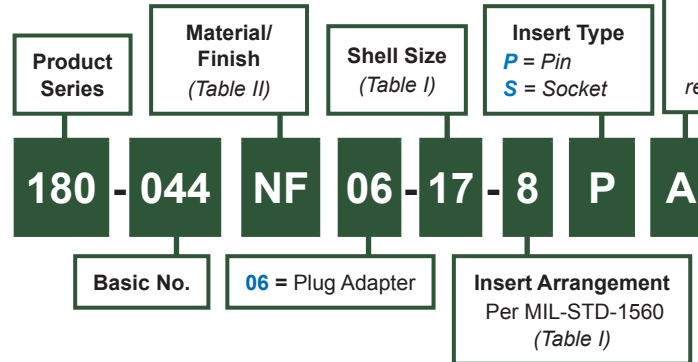 Product
Series
Material/
Finish
(Table II)
Shell Size
(Table I)
Insert Type
P = Pin
S = Socket
180 - 044 NF 06 - 17 - 8 P A
Basic No.
06 = Plug Adapter
Insert Arrangement
Per MIL-STD-1560
(Table I)